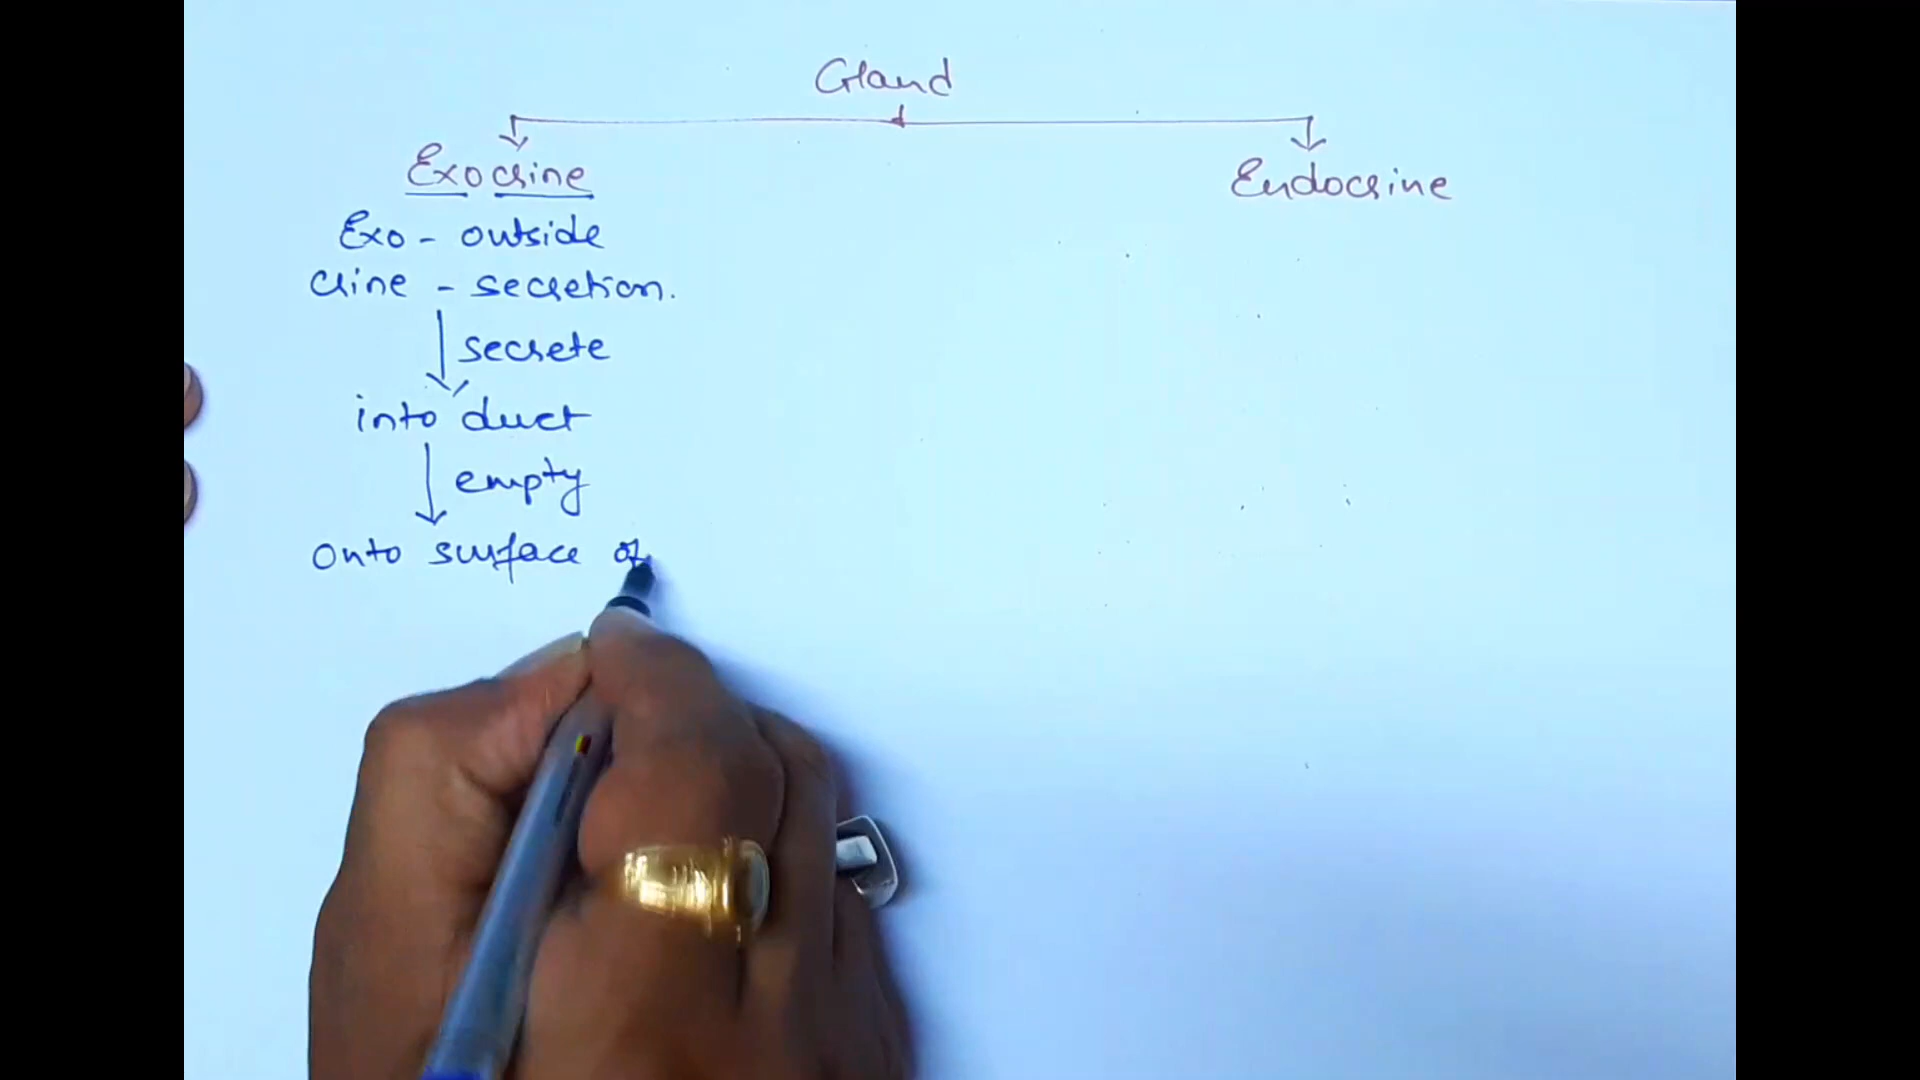 Gland
Exocrine
Endocrine
Exo - outside
Crine - secretion.
secrete
into duct
empty
onto surface of